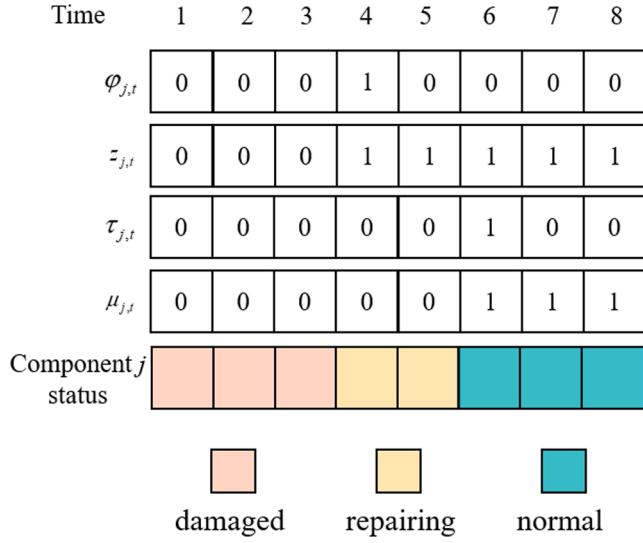 Time 1 2 3 4 5 6 7 8
φj,t 0 0 0 1 0 0 0 0
zj,t 0 0 0 1 1 1 1 1
τj,t 0 0 0 0 0 1 0 0
μj,t 0 0 0 0 0 1 1 1
Component j
status
damaged repairing normal